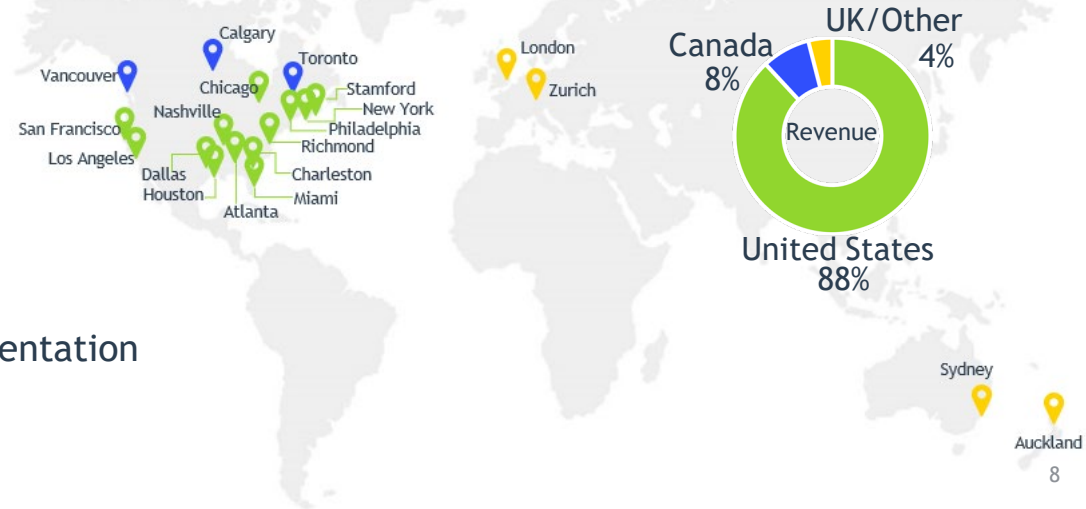 UK/Other
4%
Canada
8%
Revenue
United States
88%
Calgary
Vancouver
Toronto
Chicago
Stamford
New York
Nashville
Philadelphia
San Francisco
Richmond
Los Angeles
Dallas
Charleston
Houston
Miami
Atlanta
London
Zurich
entation
Sydney
Auckland
8